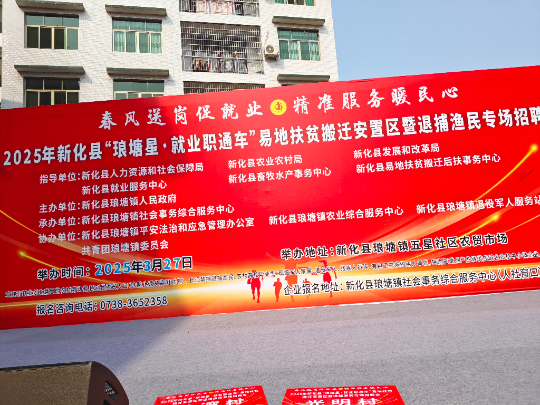 春风送岗促就业 精准服务暖民心
2025年新化县“琅塘星·就业职通车”易地扶贫搬迁安置区暨退捕渔民专场招聘
指导单位:新化县人力资源和社会保障局 新化县农业农村局 新化县发展和改革局
新化县就业服务中心 新化县畜牧水产事务中心 新化县易地扶贫搬迁后扶事务中心
主办单位:新化县琅塘镇人民政府
承办单位:新化县琅塘镇社会事务综合服务中心 新化县琅塘镇农业综合服务中心 新化县琅塘镇退役军人服务站
协办单位:新化县琅塘镇平安法治和应急管理办公室
共青团琅塘镇委员会
举办时间:2025年3月27日 举办地址:新化县琅塘镇五星社区农贸市场
报名咨询电话:0738-3652358 企业报名地址:新化县琅塘镇社会事务综合服务中心(人社窗口